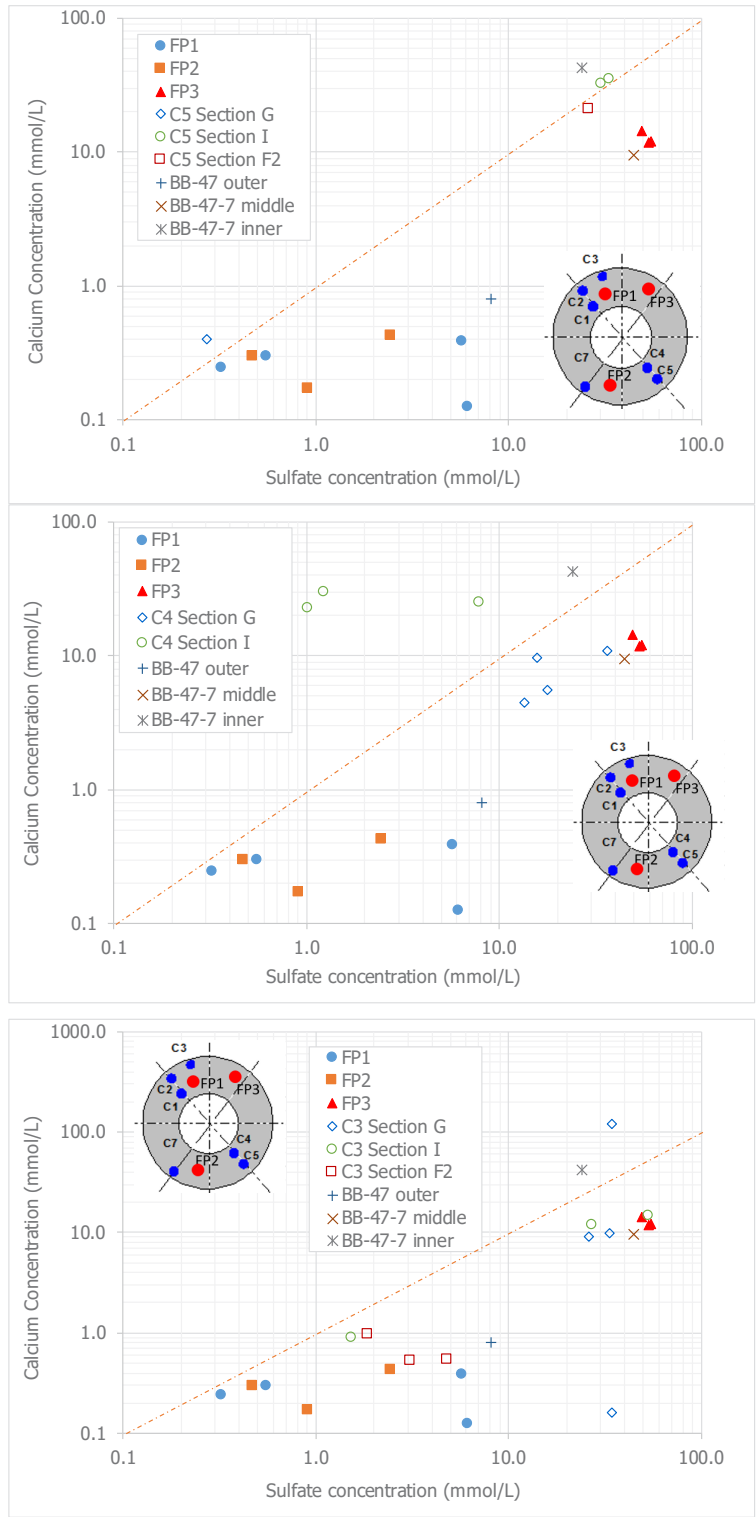 100.0
10.0
1.0
0.1
Calcium Concentration (mmol/L)
FP1
FP2
FP3
C5 Section G
C5 Section I
C5 Section F2
BB-47 outer
BB-47-7 middle
BB-47-7 inner
C3
C2
C1
FP1
FP3
C7
C4
C5
FP2
0.1 1.0 10.0 100.0
Sulfate concentration (mmol/L)
100.0
10.0
1.0
0.1
Calcium Concentration (mmol/L)
FP1
FP2
FP3
C4 Section G
C4 Section I
BB-47 outer
BB-47-7 middle
BB-47-7 inner
C3
C2
C1
FP1
FP3
C7
C4
C5
FP2
0.1 1.0 10.0 100.0
Sulfate concentration (mmol/L)
1000.0
100.0
10.0
1.0
0.1
Calcium Concentration (mmol/L)
C3
C2
C1
FP1
FP3
C7
C4
C5
FP2
FP1
FP2
FP3
C3 Section G
C3 Section I
C3 Section F2
BB-47 outer
BB-47-7 middle
BB-47-7 inner
0.1 1.0 10.0 100.0
Sulfate concentration (mmol/L)